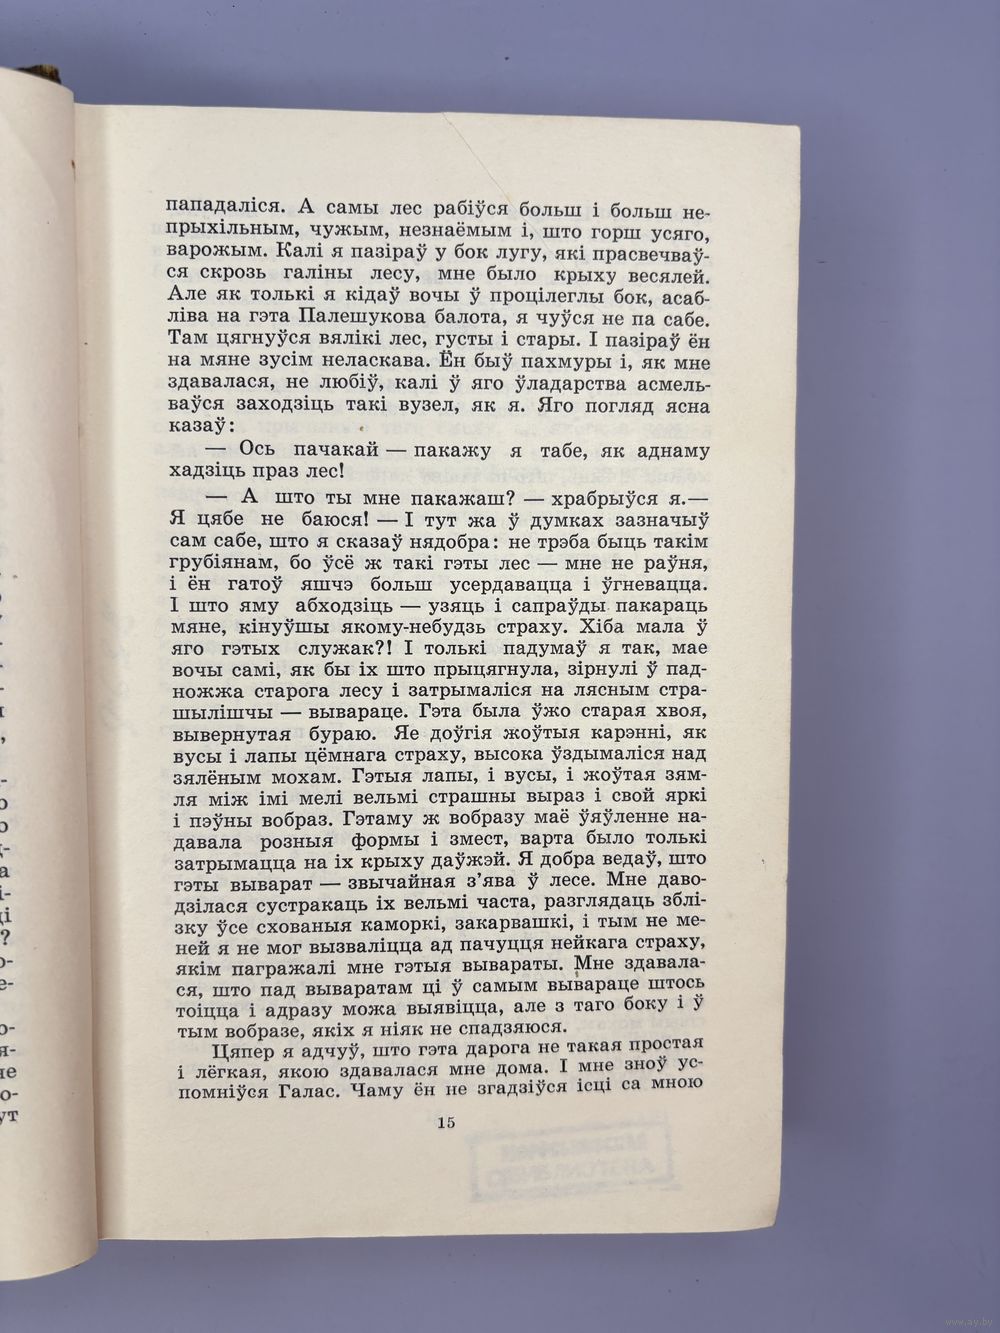 пападаліся. А самы лес рабіўся больш і больш не-
прыхільным, чужым, незнаёмым і, што горш усяго,
варожым. Калі я пазіраў у бок лугу, які прасвечваў-
ся скрозь галіны лесу, мне было крыху весялей.
Але як толькі я кідаў вочы ў процілеглы бок, асаб-
ліва на гэта Палешукова балота, я чуўся не па сабе.
Там цягнуўся вялікі лес, густы і стары. І пазіраў ён
на мяне зусім неласкава. Ён быў пахмуры і, як мне
здавалася, не любіў, калі ў яго ўладарства асмель-
ваўся заходзіць такі вузел, як я. Яго погляд ясна
казаў:
— Ось пачакай — пакажу я табе, як аднаму
хадзіць праз лес!
— А што ты мне пакажаш? — храбрыўся я.—
Я цябе не баюся! — І тут жа ў думках зазначыў
сам сабе, што я сказаў нядобра: не трэба быць такім
грубіянам, бо ўсё ж такі гэты лес — мне не раўня,
і ён гатоў яшчэ больш усердавацца і ўгневацца.
І што яму абходзіць — узяць і сапраўды пакараць
мяне, кінуўшы якому-небудзь страху. Хіба мала ў
яго гэтых служак?! І толькі падумаў я так, мае
вочы самі, як бы іх што прыцягнула, зірнулі ў пад-
ножжа старога лесу і затрымаліся на лясным стра-
шылішчы — вывараце. Гэта была ўжо старая хвоя,
вывернутая бураю. Яе доўгія жоўтыя карэнні, як
вусы і лапы цёмнага страху, высока ўздымаліся над
зялёным мохам. Гэтыя лапы, і вусы, і жоўтая зям-
ля між імі мелі вельмі страшны выраз і свой яркі
і пэўны вобраз. Гэтаму ж вобразу маё ўяўленне на-
давала розныя формы і змест, варта было толькі
затрымацца на іх крыху даўжэй. Я добра ведаў, што
гэты выварат — звычайная з'ява ў лесе. Мне даво-
дзілася сустракаць іх вельмі часта, разглядаць зблі-
зку ўсе схованыя каморкі, закарвашкі, і тым не ме-
ней я не мог вызваліцца ад пачуцця нейкага страху,
якім пагражалі мне гэтыя вывараты. Мне здавала-
ся, што пад вываратам ці ў самым вывараце штось
тоіцца і адразу можа выявіцца, але з таго боку і ў
тым вобразе, якіх я ніяк не спадзяюся.
Цяпер я адчуў, што гэта дарога не такая простая
і лёгкая, якою здавалася мне дома. І мне зноў ус-
помніўся Галас. Чаму ён не згадзіўся ісці са мною
15
www.ay.by